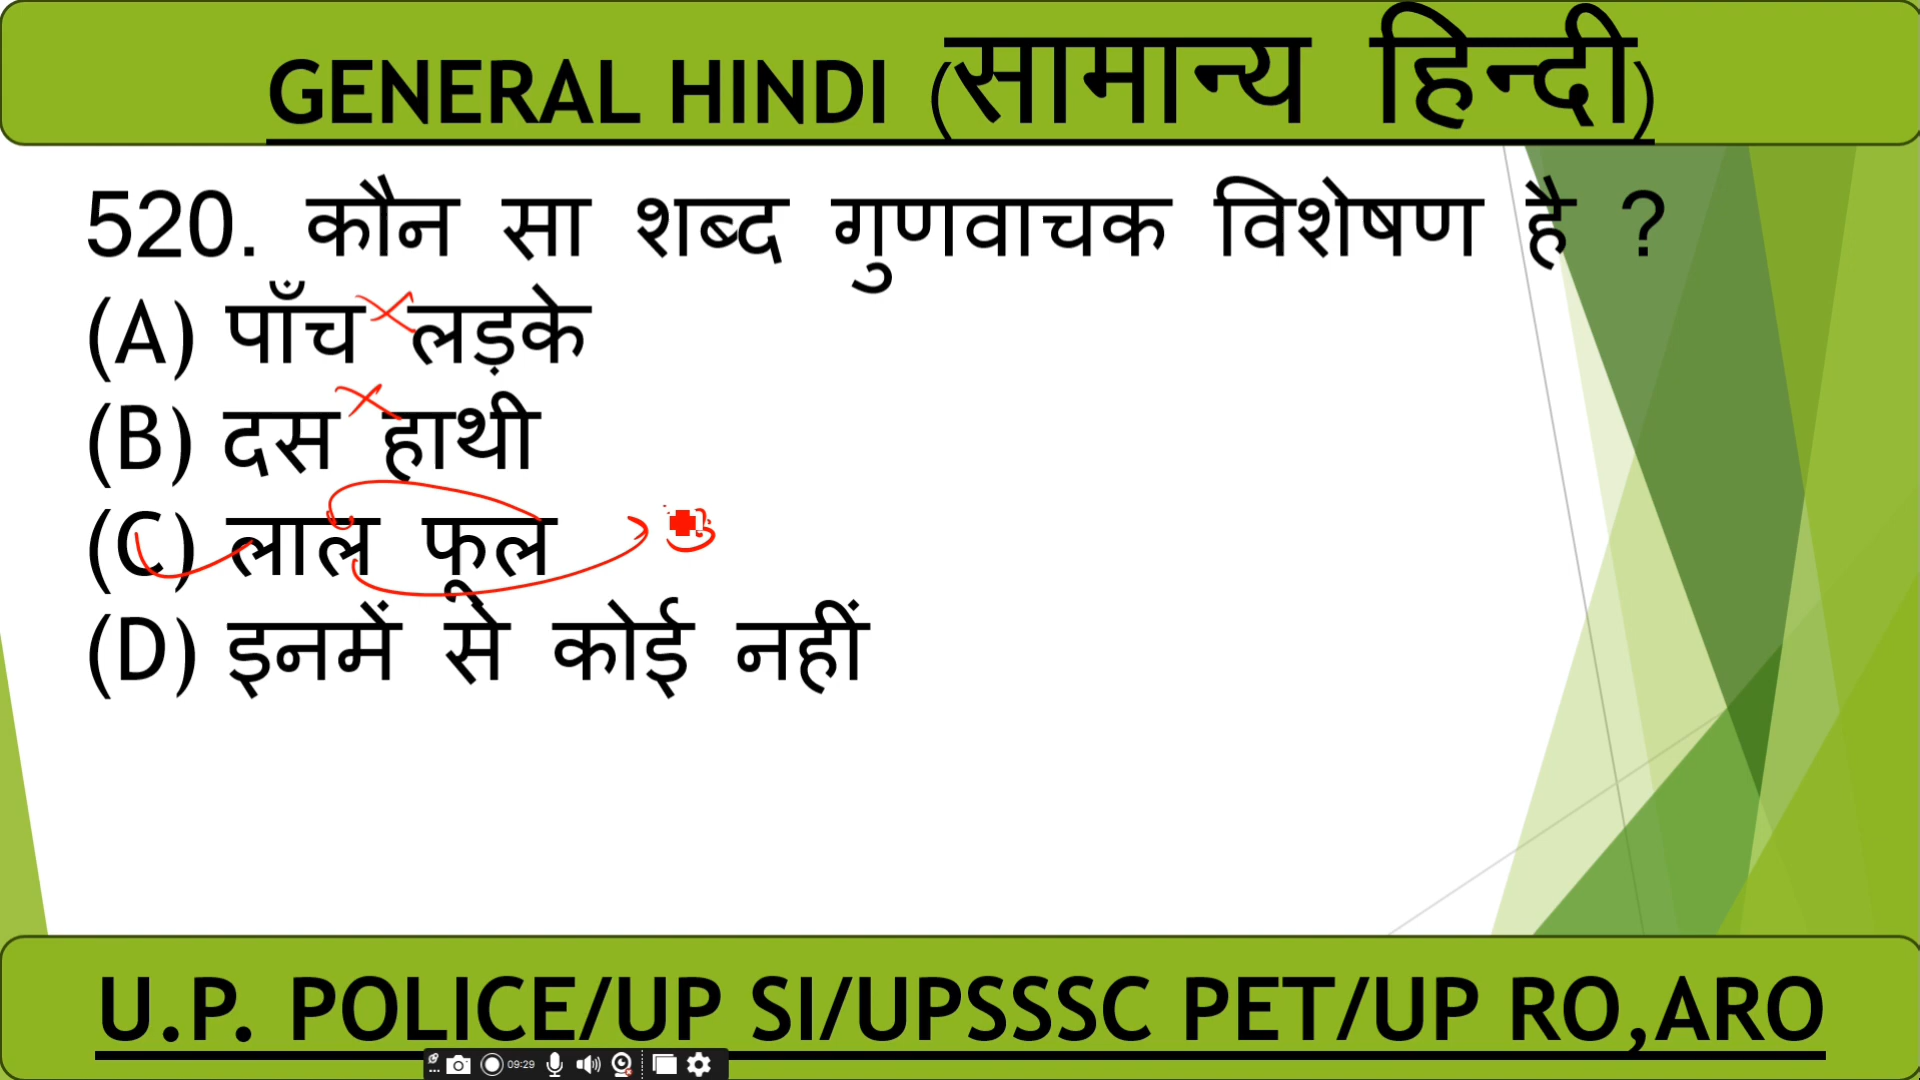 GENERAL HINDI (सामान्य हिन्दी)
520. कौन सा शब्द गुणवाचक विशेषण है ?
(A) पाँच लड़के
(B) दस हाथी
(C) लाल फल
(D) इनमें से कोई नहीं
U.P. POLICE/UP SI/UPSSSC PET/UP RO,ARO
09:29